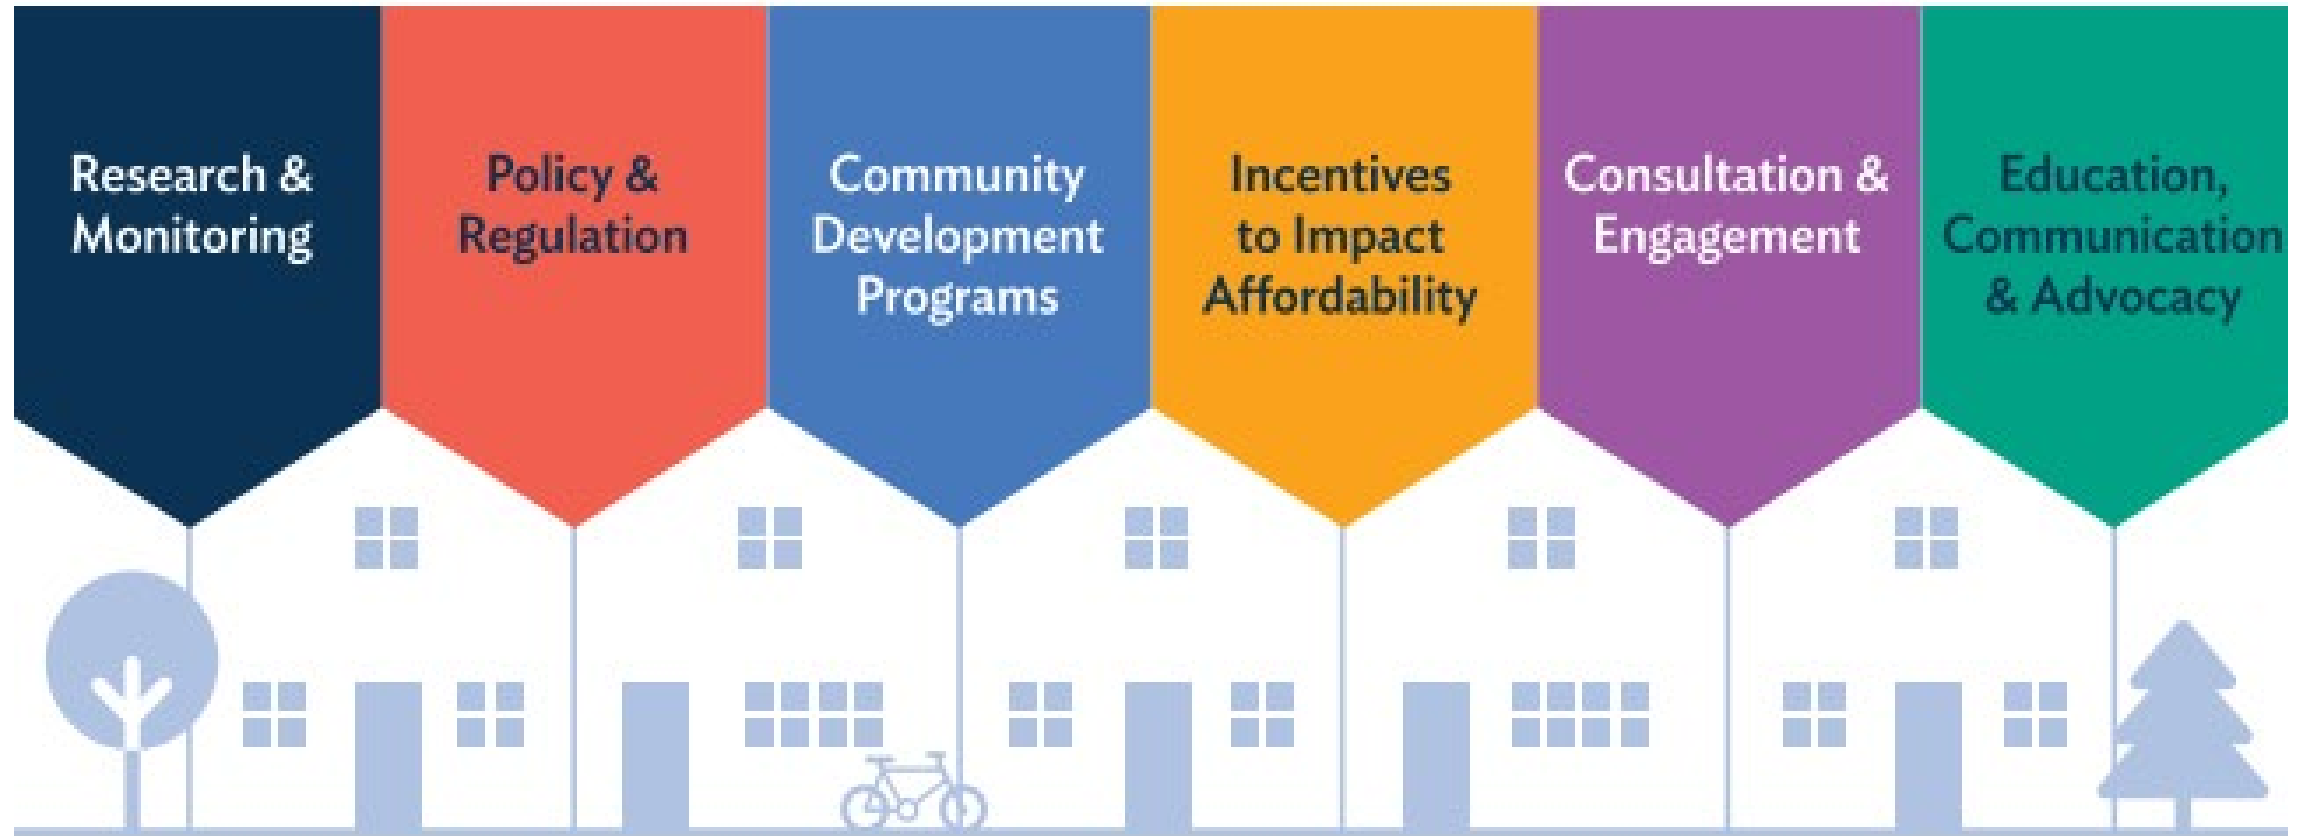 Research &
Monitoring
Policy &
Regulation
Community
Development
Programs
Incentives
to Impact
Affordability
Consultation &
Engagement
Education,
Communication
& Advocacy